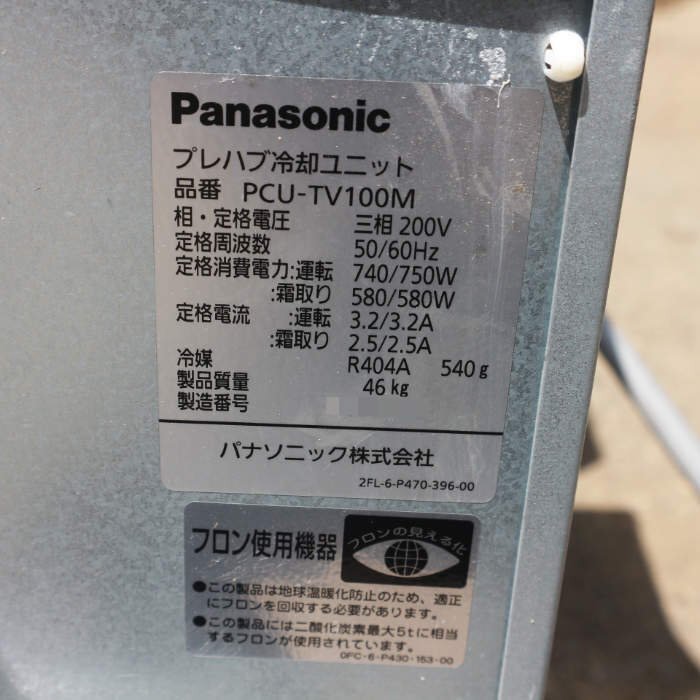 Panasonic
プレハブ冷却ユニット
品番 PCU-TV100M
相・定格電圧 三相 200V
定格周波数 50/60Hz
定格消費電力:運転 740/750W
:霜取り 580/580W
定格電流 :運転 3.2/3.2A
:霜取り 2.5/2.5A
冷媒 R404A 540g
製品質量 46kg
製造番号
パナソニック株式会社
2FL-6-P470-396-00
フロン使用機器
フロンの見える化
●この製品は地球温暖化防止のため、適正
にフロンを回収する必要があります。
●この製品には二酸化炭素最大5tに相当
するフロンが使用されています。
0FC-6-P430-153-00